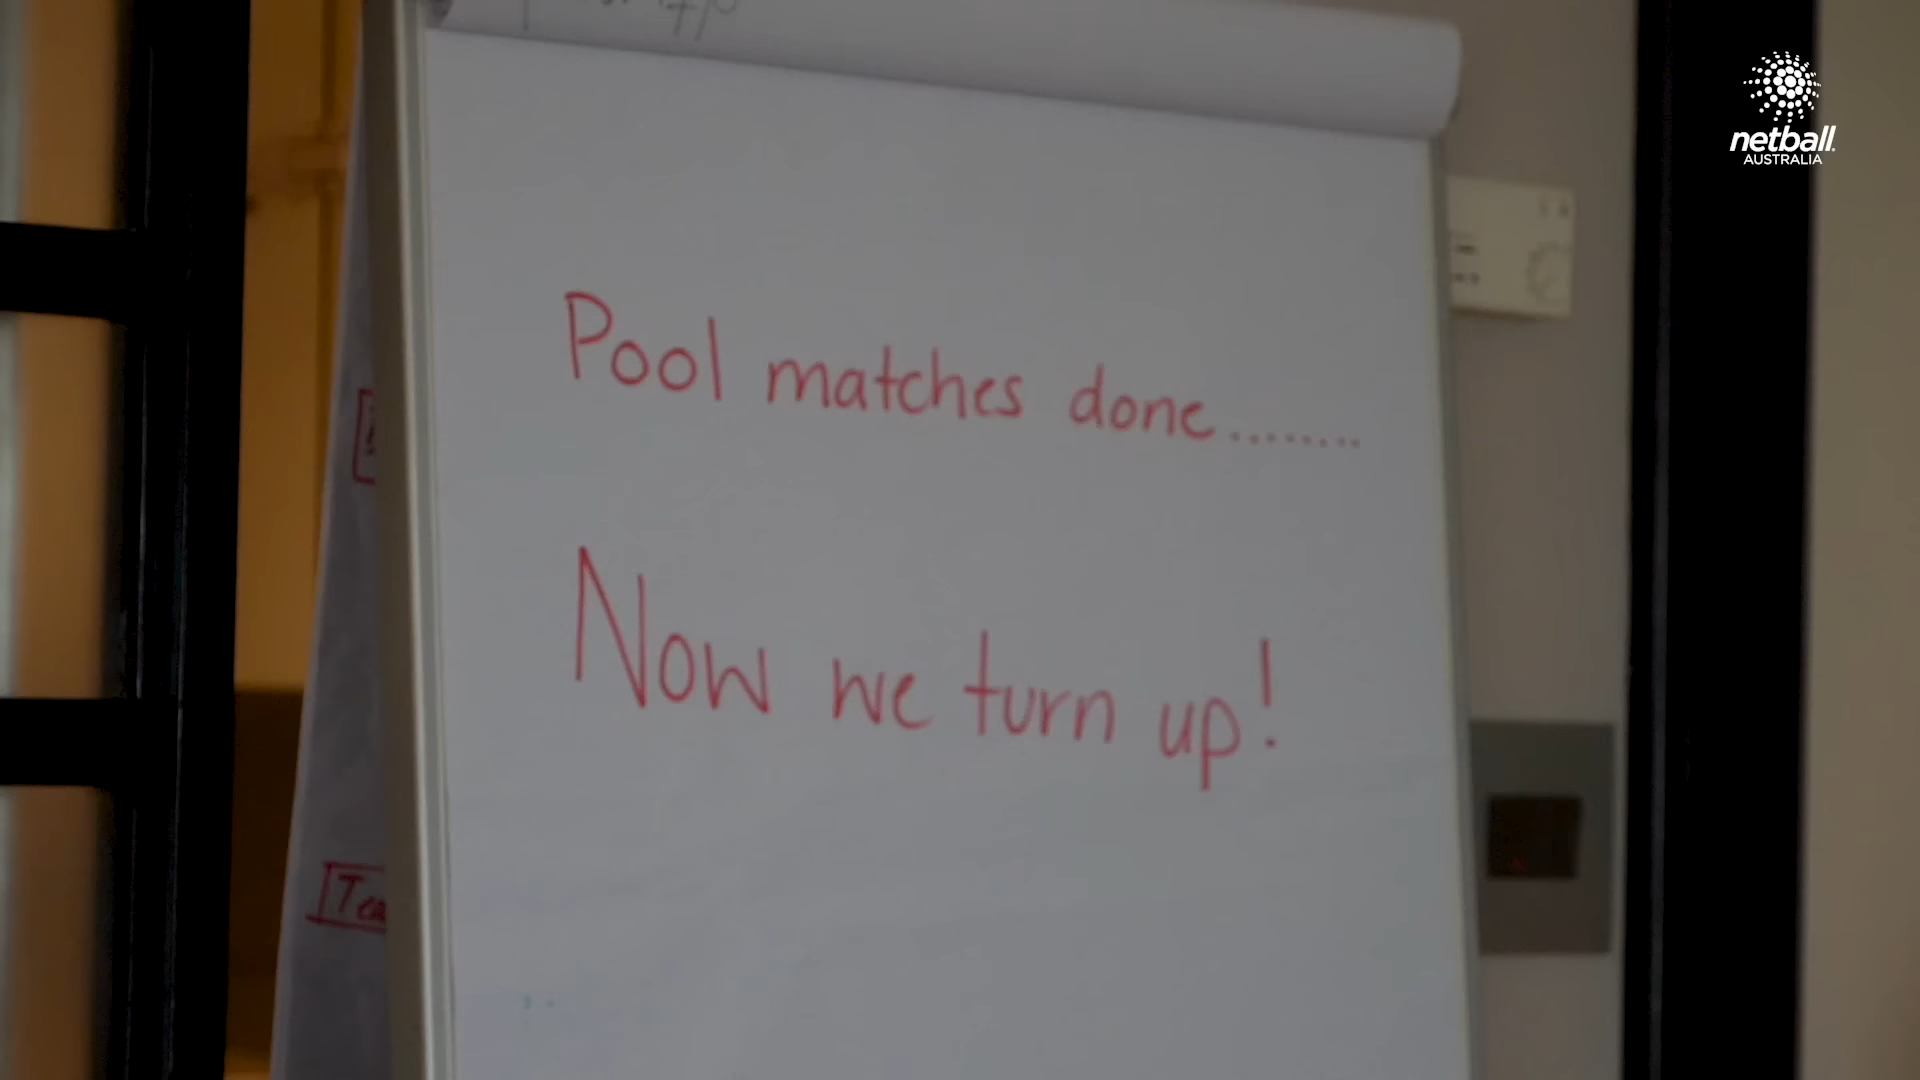 netball
AUSTRALIA
Pool matches done........
Now we turn up!